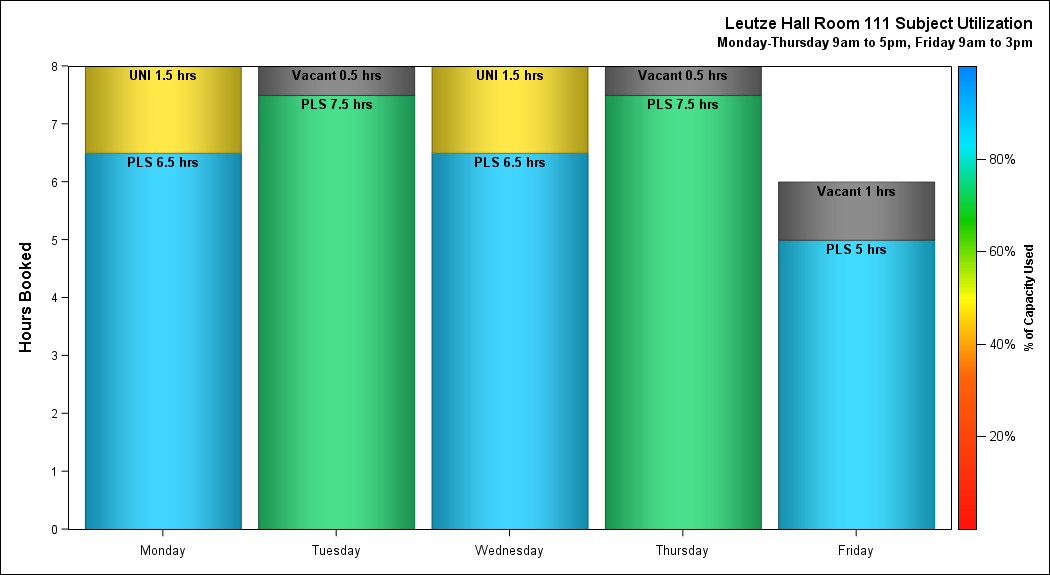 Leutze Hall Room 111 Subject Utilization
Monday-Thursday 9am to 5pm, Friday 9am to 3pm
Hours Booked
8
7
6
5
4
3
2
1
0
UNI 1.5 hrs
PLS 6.5 hrs
Vacant 0.5 hrs
PLS 7.5 hrs
UNI 1.5 hrs
PLS 6.5 hrs
Vacant 0.5 hrs
PLS 7.5 hrs
Vacant 1 hrs
PLS 5 hrs
Monday
Tuesday
Wednesday
Thursday
Friday
80%
60%
40%
20%
% of Capacity Used